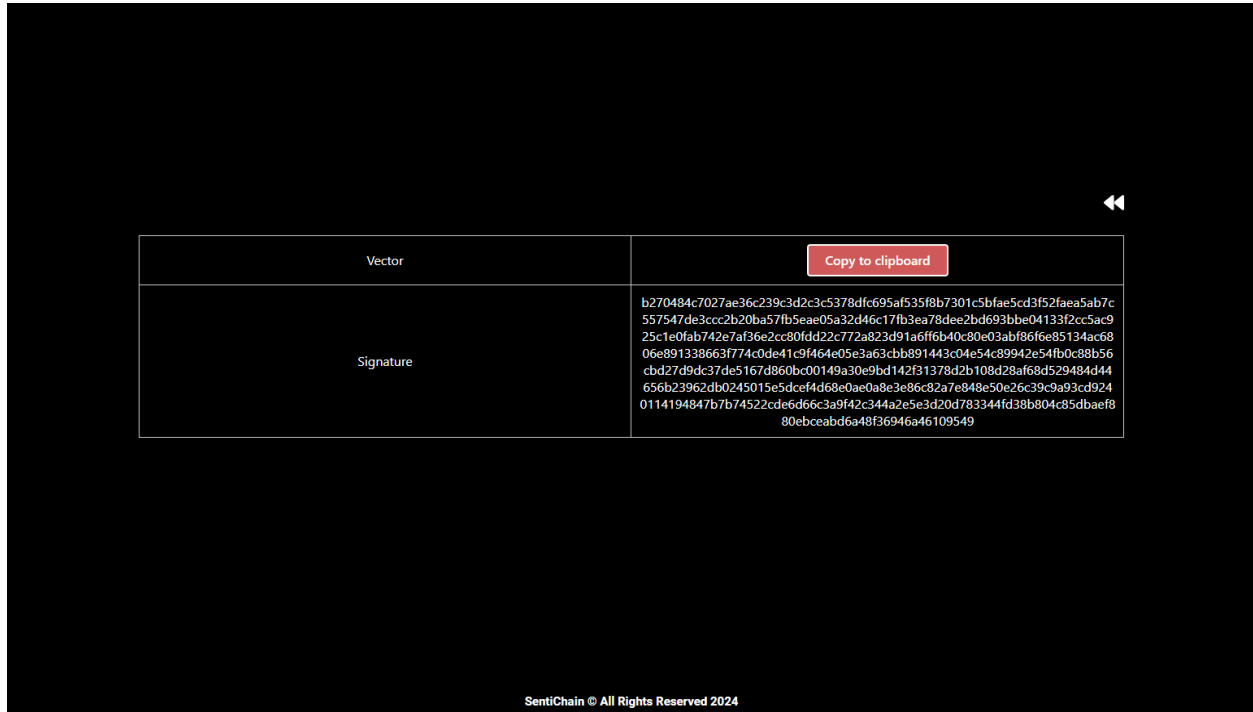 Vector
Copy to clipboard
Signature
b270484c7027ae36c239c3d2c3c5378dfc695af535f8b7301c5bfae5cd3f52faea5ab7c
557547de3ccc2b20ba57fb5eae05a32d46c17fb3ea78dee2bd693bbe04133f2cc5ac9
25c1e0fab742e7af36e2cc80fdd22c772a823d91a6ff6b40c80e03abf86f6e85134ac68
06e891338663f774c0de41c9f464e05e3a63cbb891443c04e54c89942e54fb0c88b56
cbd27d9dc37de5167d860bc00149a30e9bd142f31378d2b108d28af68d529484d44
656b23962db0245015e5dcef4d68e0ae0a8e3e86c82a7e848e50e26c39c9a93cd924
0114194847b7b74522cde6d66c3a9f42c344a2e5e3d20d783344fd38b804c85dbaef8
80ebceabd6a48f36946a46109549
SentiChain © All Rights Reserved 2024